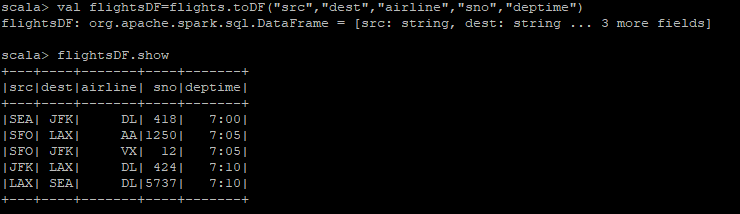 scala> val flightsDF=flights.toDF("src","dest","airline","sno","deptime")
flightsDF: org.apache.spark.sql.DataFrame = [src: string, dest: string ... 3 more fields]
scala> flightsDF.show
+---+----+-------+----+-------+
|src|dest|airline| sno|deptime|
+---+----+-------+----+-------+
|SEA| JFK|     DL| 418|   7:00|
|SFO| LAX|     AA|1250|   7:05|
|SFO| JFK|     VX|  12|   7:05|
|JFK| LAX|     DL| 424|   7:10|
|LAX| SEA|     DL|5737|   7:10|
+---+----+-------+----+-------+